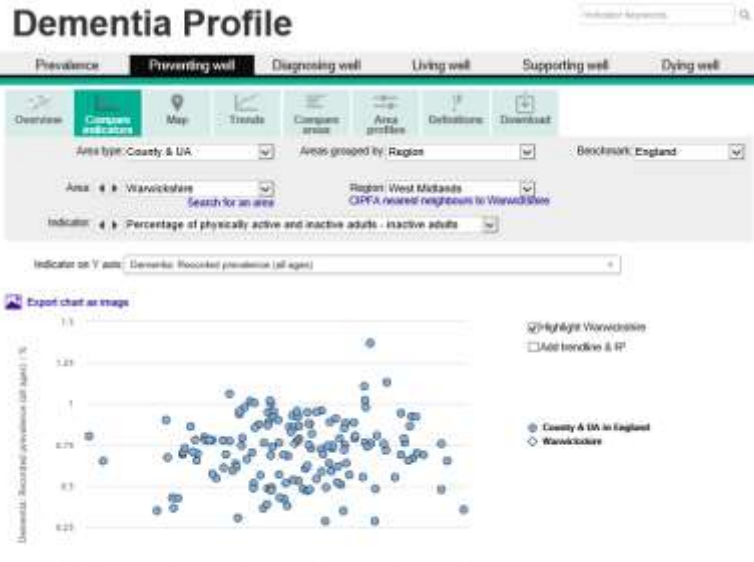 Dementia Profile
Indicator keywords
Prevalence Preventing well Diagnosing well Living well Supporting well Dying well
Overview Compare indicators Map Trends Compare areas Area profiles Definitions Download
Area type: County & UA Areas grouped by: Region Benchmark: England
Area: Warwickshire Region: West Midlands
Search for an area CIPFA nearest neighbours to Warwickshire
Indicator: Percentage of physically active and inactive adults - inactive adults
Indicator on Y axis: Dementia: Recorded prevalence (all ages)
Export chart as image
Highlight Warwickshire
Add trendline & R²
County & UA in England
Warwickshire
Dementia: Recorded prevalence (all ages) - %
1.5
1.25
1
0.75
0.5
0.25